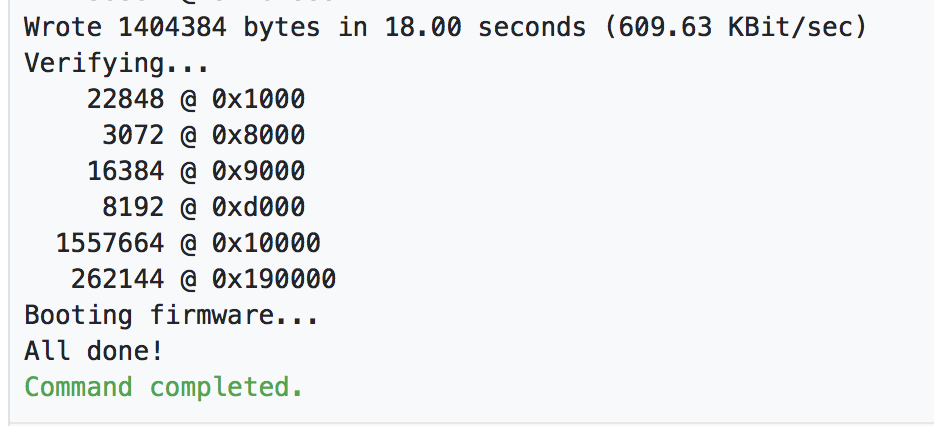 Wrote 1404384 bytes in 18.00 seconds (609.63 KBit/sec)
Verifying...
22848 @ 0x1000
3072 @ 0x8000
16384 @ 0x9000
8192 @ 0xd000
1557664 @ 0x10000
262144 @ 0x190000
Booting firmware...
All done!
Command completed.